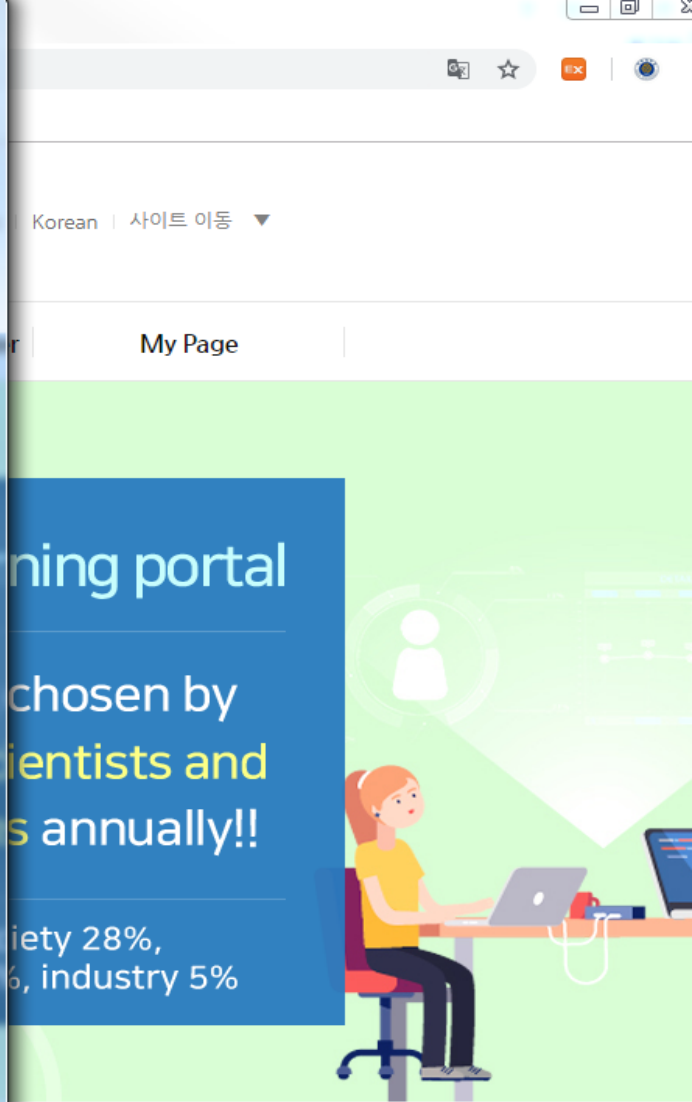 Korean 사이트 이동 ▼
r My Page
ning portal
chosen by
ientists and
s annually!!
iety 28%,
%, industry 5%